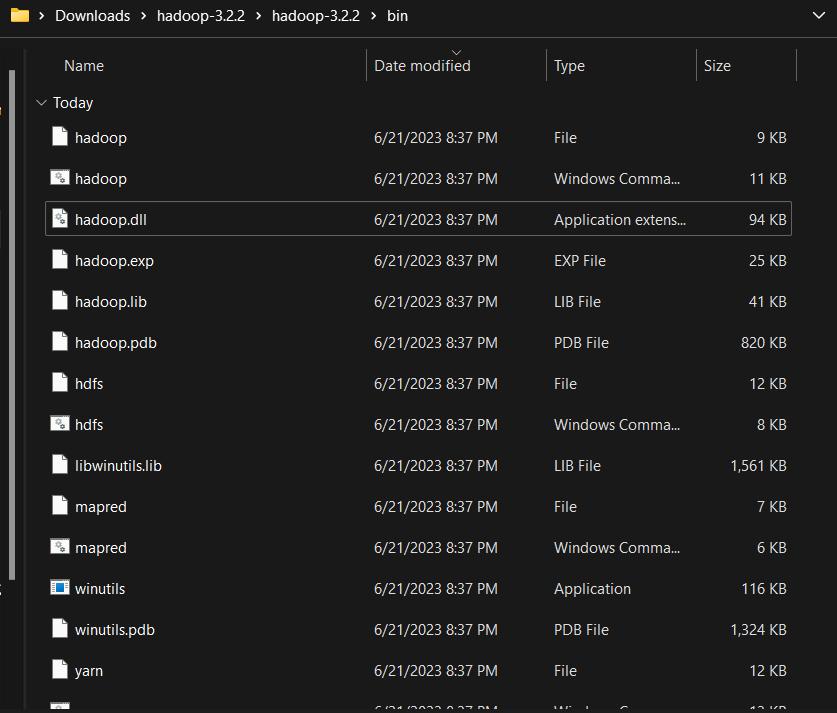 Downloads > hadoop-3.2.2 > hadoop-3.2.2 > bin
Name Date modified Type Size
Today
hadoop 6/21/2023 8:37 PM File 9 KB
hadoop 6/21/2023 8:37 PM Windows Comma... 11 KB
hadoop.dll 6/21/2023 8:37 PM Application extens... 94 KB
hadoop.exp 6/21/2023 8:37 PM EXP File 25 KB
hadoop.lib 6/21/2023 8:37 PM LIB File 41 KB
hadoop.pdb 6/21/2023 8:37 PM PDB File 820 KB
hdfs 6/21/2023 8:37 PM File 12 KB
hdfs 6/21/2023 8:37 PM Windows Comma... 8 KB
libwinutils.lib 6/21/2023 8:37 PM LIB File 1,561 KB
mapred 6/21/2023 8:37 PM File 7 KB
mapred 6/21/2023 8:37 PM Windows Comma... 6 KB
winutils 6/21/2023 8:37 PM Application 116 KB
winutils.pdb 6/21/2023 8:37 PM PDB File 1,324 KB
yarn 6/21/2023 8:37 PM File 12 KB